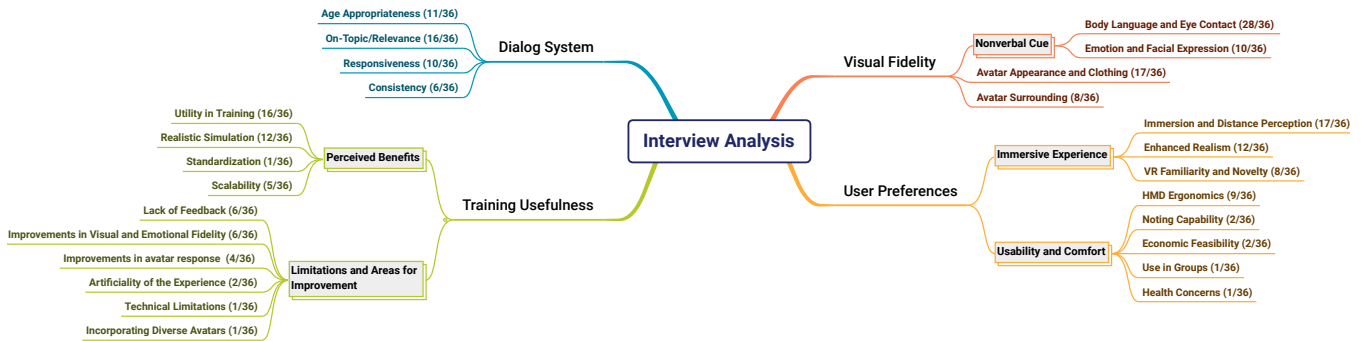 Interview Analysis
Dialog System
Age Appropriateness (11/36)
On-Topic/Relevance (16/36)
Responsiveness (10/36)
Consistency (6/36)
Training Usefulness
Perceived Benefits
Utility in Training (16/36)
Realistic Simulation (12/36)
Standardization (1/36)
Scalability (5/36)
Limitations and Areas for
Improvement
Lack of Feedback (6/36)
Improvements in Visual and Emotional Fidelity (6/36)
Improvements in avatar response (4/36)
Artificiality of the Experience (2/36)
Technical Limitations (1/36)
Incorporating Diverse Avatars (1/36)
Visual Fidelity
Nonverbal Cue
Body Language and Eye Contact (28/36)
Emotion and Facial Expression (10/36)
Avatar Appearance and Clothing (17/36)
Avatar Surrounding (8/36)
User Preferences
Immersive Experience
Immersion and Distance Perception (17/36)
Enhanced Realism (12/36)
VR Familiarity and Novelty (8/36)
Usability and Comfort
HMD Ergonomics (9/36)
Noting Capability (2/36)
Economic Feasibility (2/36)
Use in Groups (1/36)
Health Concerns (1/36)